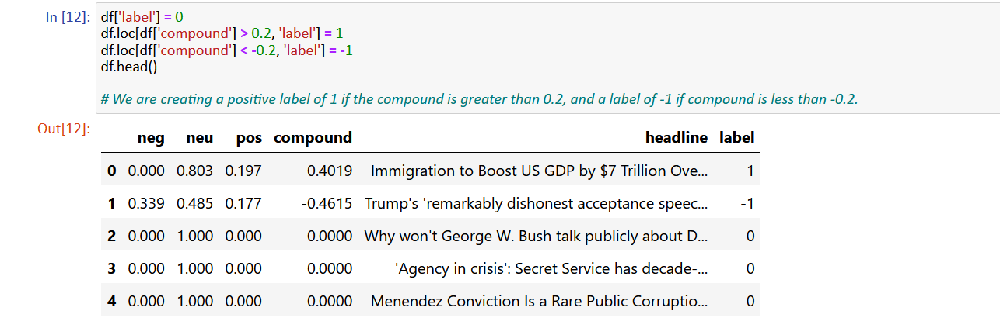 In [12]: df['label'] = 0
df.loc[df['compound'] > 0.2, 'label'] = 1
df.loc[df['compound'] < -0.2, 'label'] = -1
df.head()
# We are creating a positive label of 1 if the compound is greater than 0.2, and a label of -1 if compound is less than -0.2.
Out[12]:
neg neu pos compound headline label
0 0.000 0.803 0.197 0.4019 Immigration to Boost US GDP by $7 Trillion Ove... 1
1 0.339 0.485 0.177 -0.4615 Trump's 'remarkably dishonest acceptance speec... -1
2 0.000 1.000 0.000 0.0000 Why won't George W. Bush talk publicly about D... 0
3 0.000 1.000 0.000 0.0000 'Agency in crisis': Secret Service has decade-... 0
4 0.000 1.000 0.000 0.0000 Menendez Conviction Is a Rare Public Corruptio... 0